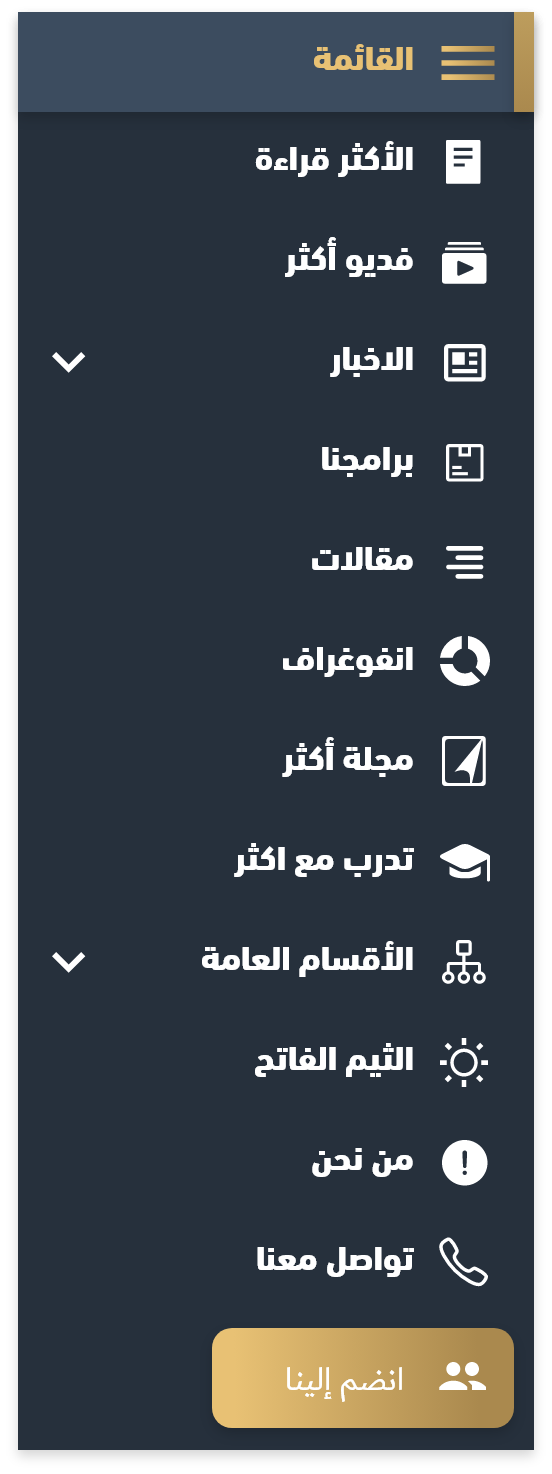 القائمة
الأكثر قراءة
فديو أكثر
الاخبار
برامجنا
مقالات
انفوغراف
مجلة أكثر
تدرب مع اكثر
الأقسام العامة
الثيم الفاتح
من نحن
تواصل معنا
انضم إلينا